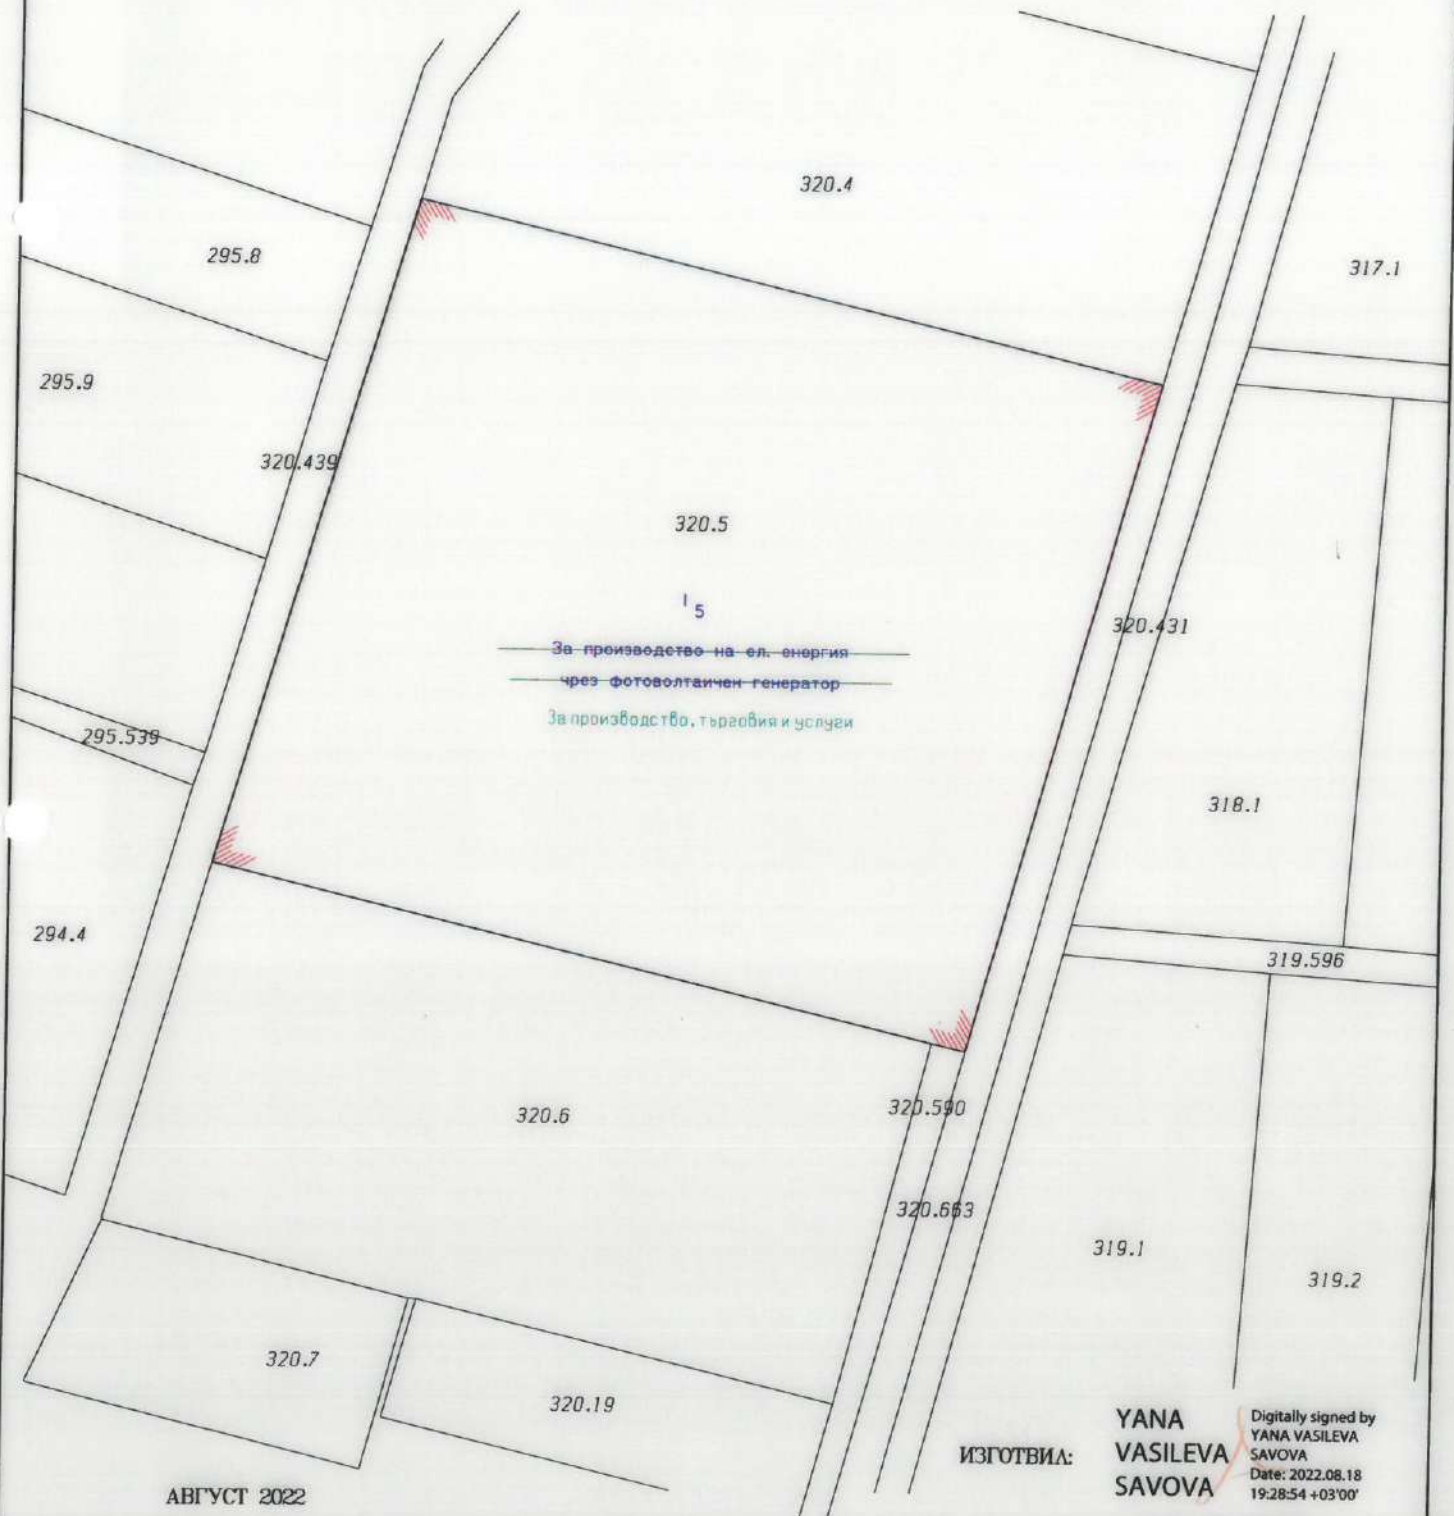 320.4
295.8
317.1
295.9
320.439
320.5
I 5
За производство на ел. енергия
чрез фотоволтаичен генератор
За производство, търговия и услуги
320.431
295.539
318.1
294.4
319.596
320.6
320.590
320.663
319.1
319.2
320.7
320.19
ИЗГОТВИЛ:
YANA
VASILEVA
SAVOVA
Digitally signed by
YANA VASILEVA
SAVOVA
Date: 2022.08.18
19:28:54 +03'00'
АВГУСТ 2022